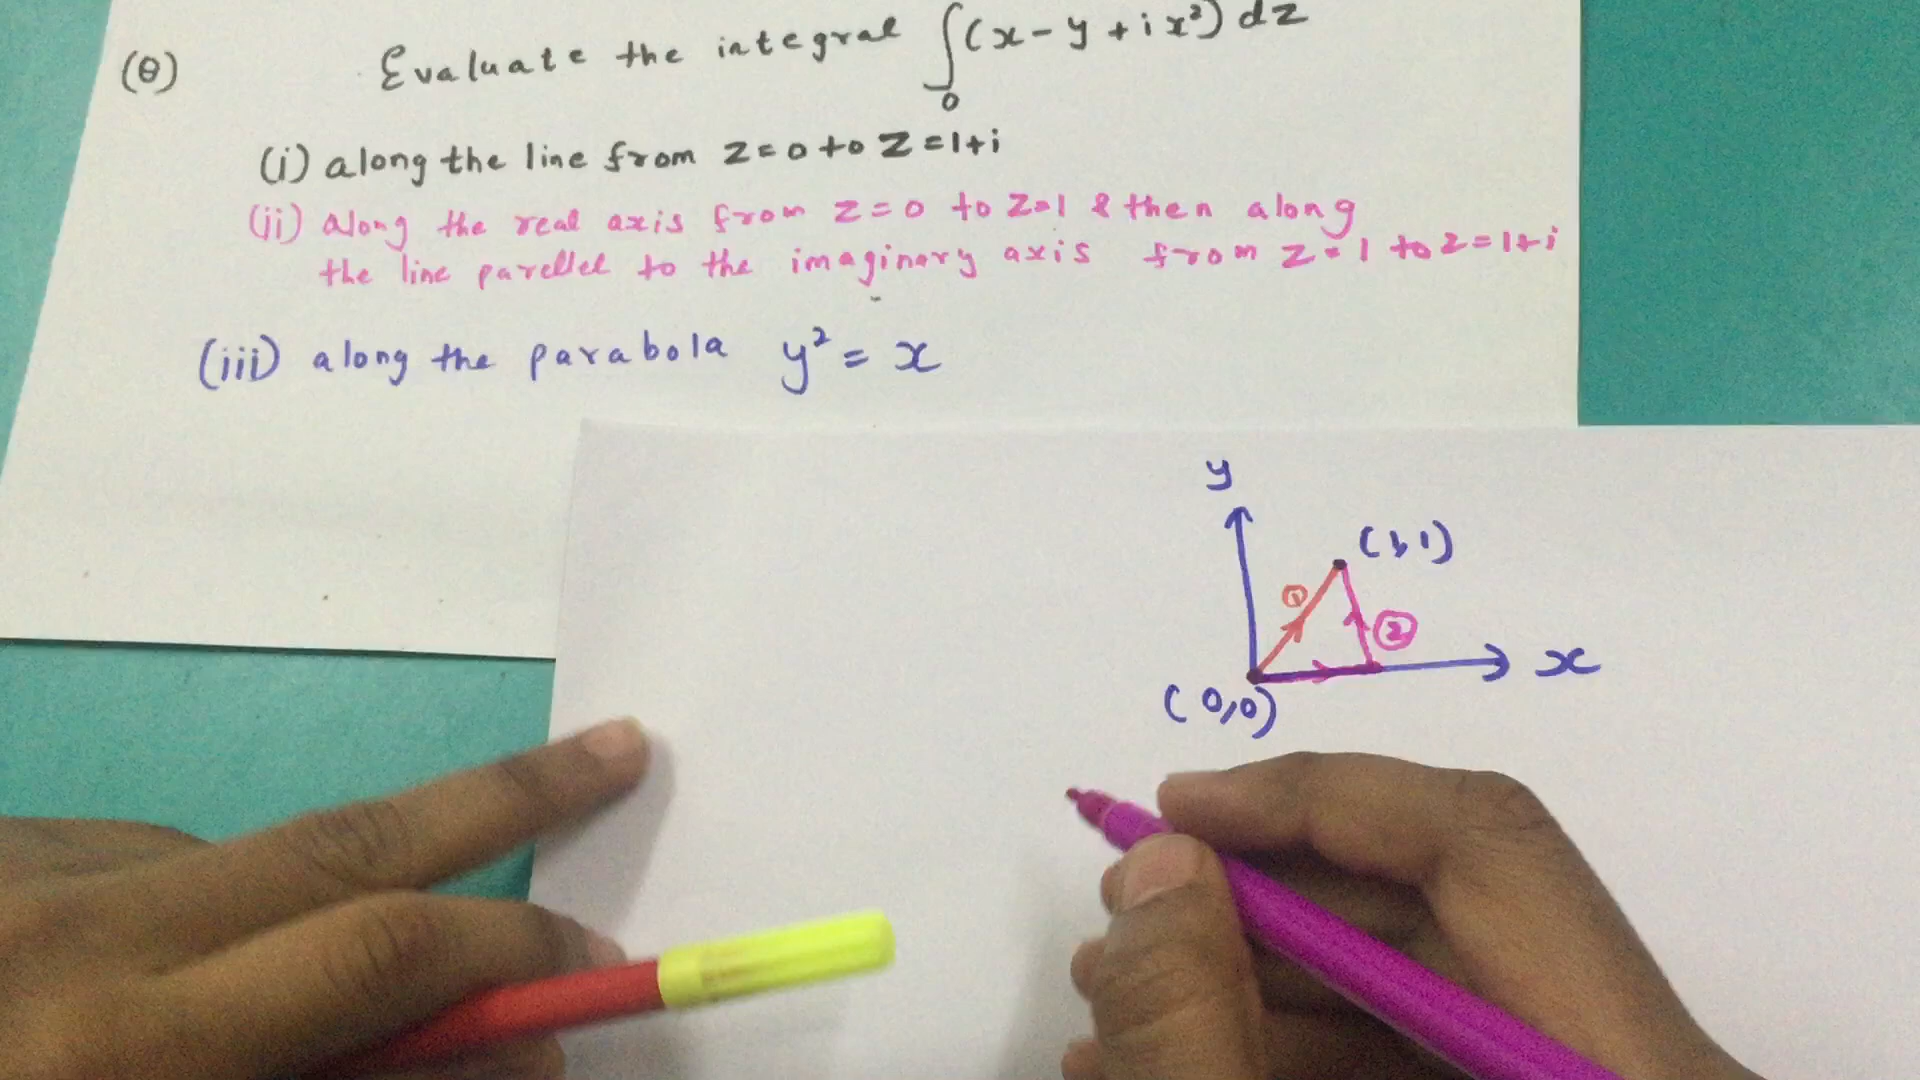 (Q) Evaluate the integral ∫₀ (x-y+ix²) dz
(i) along the line from z=0 to z=1+i
(ii) along the real axis from z=0 to z=1 & then along
the line parellel to the imaginary axis from z=1 to z=1+i
(iii) along the parabola y² = x
y
(1,1)
①
②
x
(0,0)